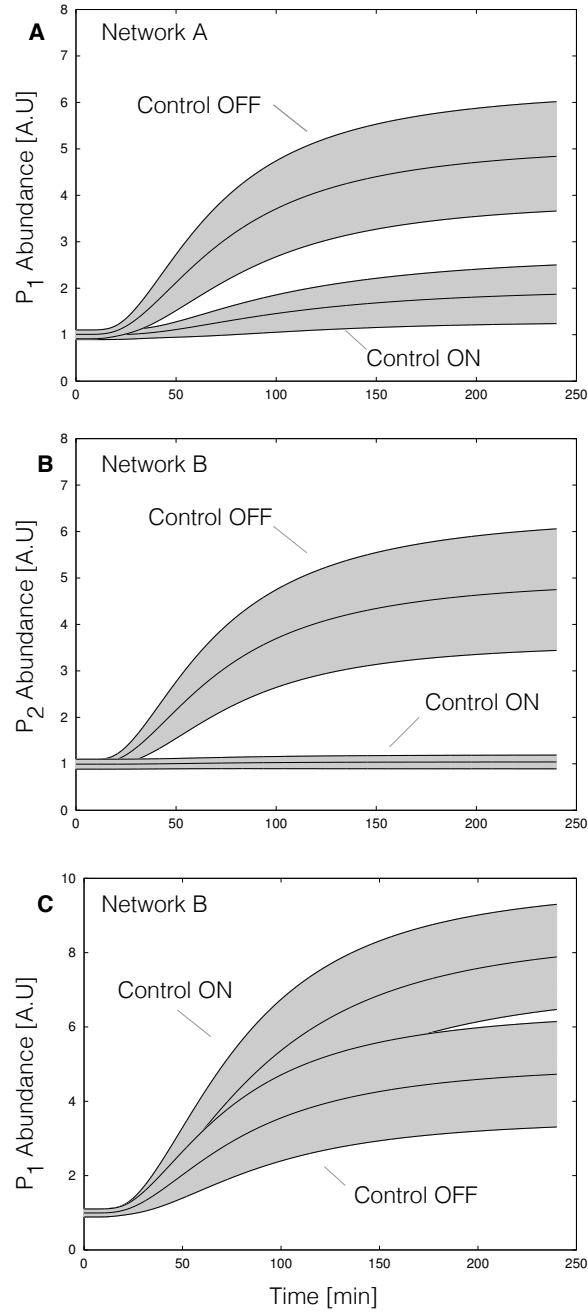 A
Network A
8
7
6
5
4
3
2
1
0
P1 Abundance [A.U]
Control OFF
Control ON
0 50 100 150 200 250
B
Network B
8
7
6
5
4
3
2
1
0
P2 Abundance [A.U]
Control OFF
Control ON
0 50 100 150 200 250
C
Network B
10
8
6
4
2
0
P1 Abundance [A.U]
Control ON
Control OFF
0 50 100 150 200 250
Time [min]